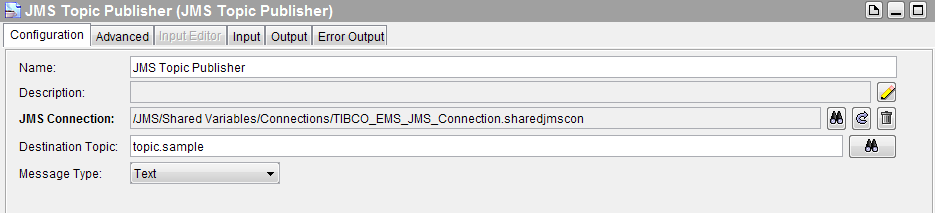 JMS Topic Publisher (JMS Topic Publisher)
Configuration Advanced Input Editor Input Output Error Output
Name: JMS Topic Publisher
Description:
JMS Connection: /JMS/Shared Variables/Connections/TIBCO_EMS_JMS_Connection.sharedjmscon
Destination Topic: topic.sample
Message Type: Text